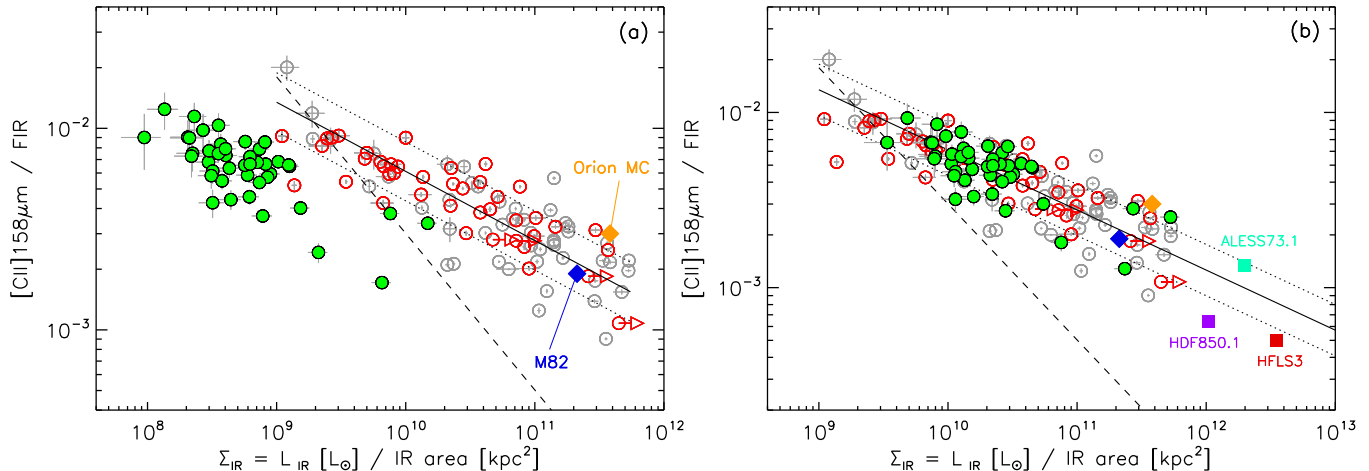 (a)
[CII]158μm / FIR
10⁻²
10⁻³
Orion MC
M82
10⁸ 10⁹ 10¹⁰ 10¹¹ 10¹²
Σ_IR = L_IR [L_⊙] / IR area [kpc²]
(b)
[CII]158μm / FIR
10⁻²
10⁻³
ALESS73.1
HDF850.1
HFLS3
10⁹ 10¹⁰ 10¹¹ 10¹² 10¹³
Σ_IR = L_IR [L_⊙] / IR area [kpc²]